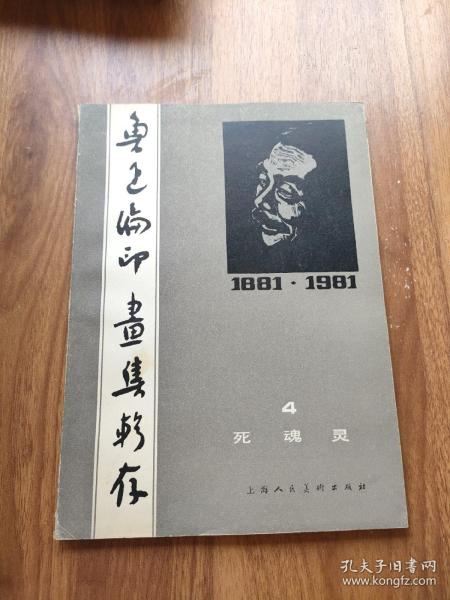 鲁迅编印画集辑存
1881·1981
4
死魂灵
上海人民美术出版社
孔夫子旧书网
www.kongfz.com